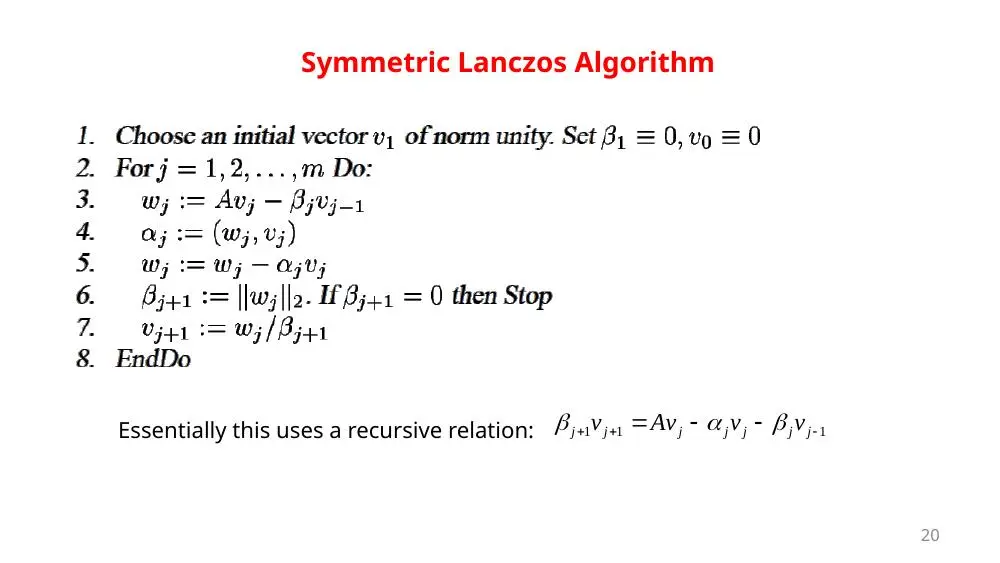 Symmetric Lanczos Algorithm
1. Choose an initial vector v₁ of norm unity. Set β₁ ≡ 0, v₀ ≡ 0
2. For j = 1, 2, . . . , m Do:
3. wⱼ := Avⱼ − βⱼvⱼ₋₁
4. αⱼ := (wⱼ, vⱼ)
5. wⱼ := wⱼ − αⱼvⱼ
6. βⱼ₊₁ := ||wⱼ||₂. If βⱼ₊₁ = 0 then Stop
7. vⱼ₊₁ := wⱼ/βⱼ₊₁
8. EndDo
Essentially this uses a recursive relation: βⱼ₊₁vⱼ₊₁ = Avⱼ - αⱼvⱼ - βⱼvⱼ₋₁
20